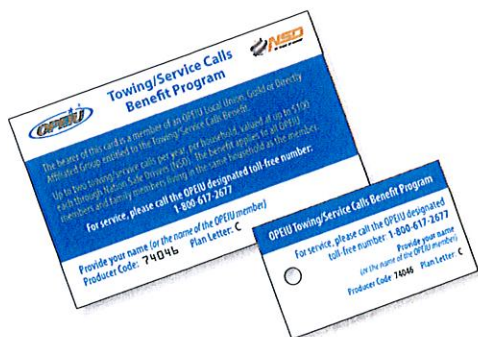 OPEIU
Towing/Service Calls
Benefit Program
NSD
The bearer of this card is a member of an OPEIU Local Union, Guild or Directly
Affiliated Group entitled to the Towing/Service Calls Benefit.
Up to two towing/service calls per year, per household, valued at up to $100
each through Nation Safe Drivers (NSD). The benefit applies to all OPEIU
members and family members living in the same household as the member.
For service, please call the OPEIU designated toll-free number:
1-800-617-2677
Provide your name (or the name of the OPEIU member)
Producer Code: 74046 Plan Letter: C
OPEIU Towing/Service Calls Benefit Program
For service, please call the OPEIU designated
toll-free number: 1-800-617-2677
Provide your name
(or the name of the OPEIU member)
Producer Code 74046 Plan Letter: C